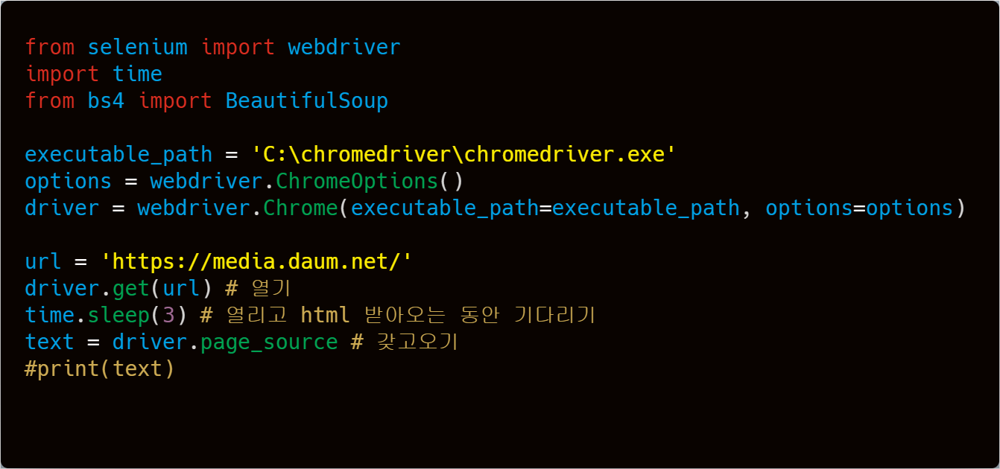 from selenium import webdriver
import time
from bs4 import BeautifulSoup
executable_path = 'C:\chromedriver\chromedriver.exe'
options = webdriver.ChromeOptions()
driver = webdriver.Chrome(executable_path=executable_path, options=options)
url = 'https://media.daum.net/'
driver.get(url) # 열기
time.sleep(3) # 열리고 html 받아오는 동안 기다리기
text = driver.page_source # 갖고오기
#print(text)